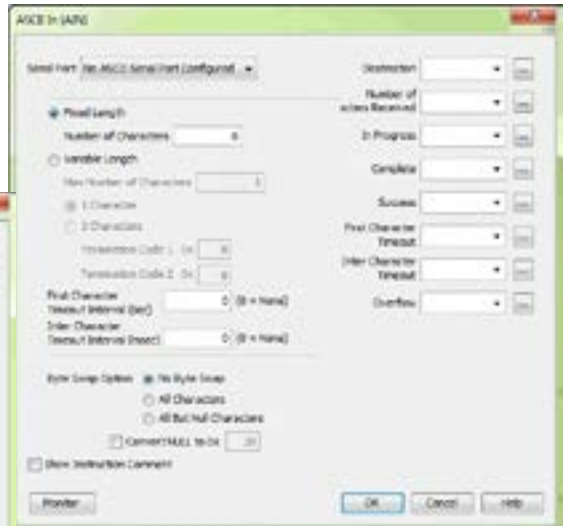 ASCII In (AIN)
Serial Port No ASCII Serial Port Configured
Fixed Length
Number of Characters 0
Variable Length
Max Number of Characters
1 Character
2 Characters
Termination Code 1 0x 0
Termination Code 2 0x 0
First Character
Timeout Interval (sec) 0 (0 = None)
Inter Character
Timeout Interval (msec) 0 (0 = None)
Byte Swap Option No Byte Swap
All Characters
All But Null Characters
Convert NULL to 0x 20
Show Instruction Comment
Monitor
Destination
Number of
Received
In Progress
Complete
Success
First Character
Timeout
Inter Character
Timeout
Overflow
OK
Cancel
Help